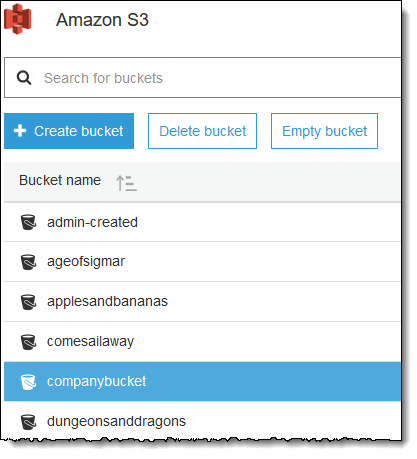 Amazon S3
Search for buckets
+ Create bucket Delete bucket Empty bucket
Bucket name
admin-created
ageofsigmar
applesandbananas
comesailaway
companybucket
dungeonsanddragons